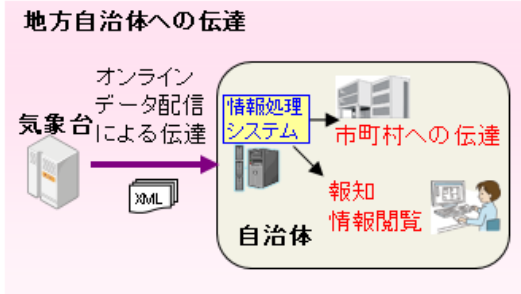 地方自治体への伝達
オンライン
データ配信
による伝達
気象台
XML
情報処理
システム
市町村への伝達
報知
情報閲覧
自治体